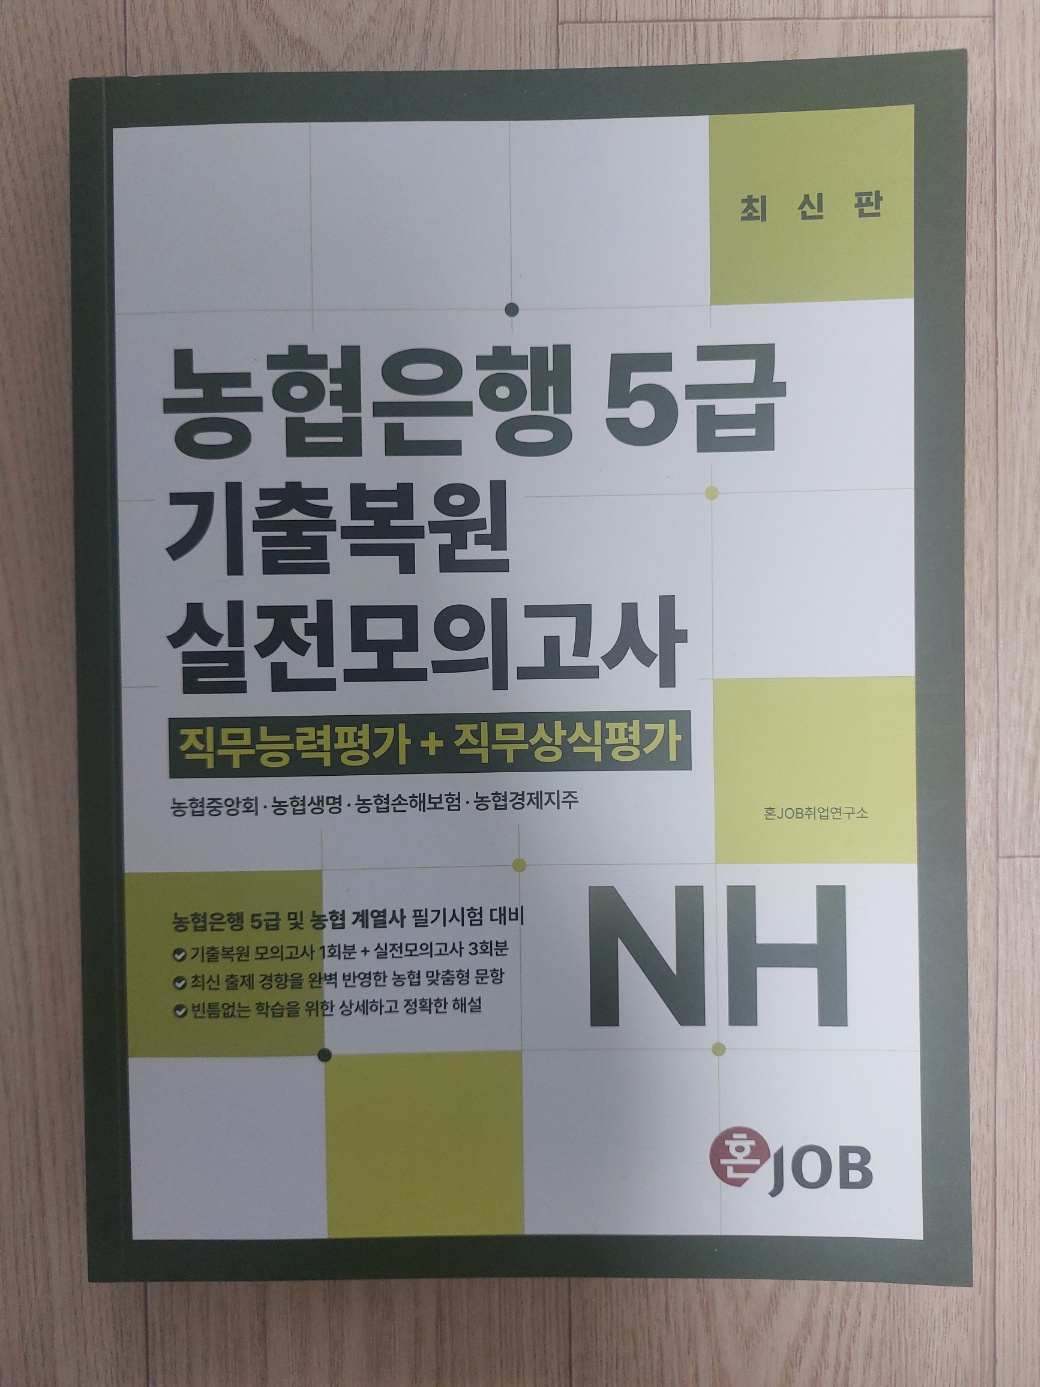 최 신 판
농협은행 5급
기출복원
실전모의고사
직무능력평가 + 직무상식평가
농협중앙회·농협생명·농협손해보험·농협경제지주
혼JOB취업연구소
농협은행 5급 및 농협 계열사 필기시험 대비
기출복원 모의고사 1회분 + 실전모의고사 3회분
최신 출제 경향을 완벽 반영한 농협 맞춤형 문항
빈틈없는 학습을 위한 상세하고 정확한 해설
NH
혼JOB